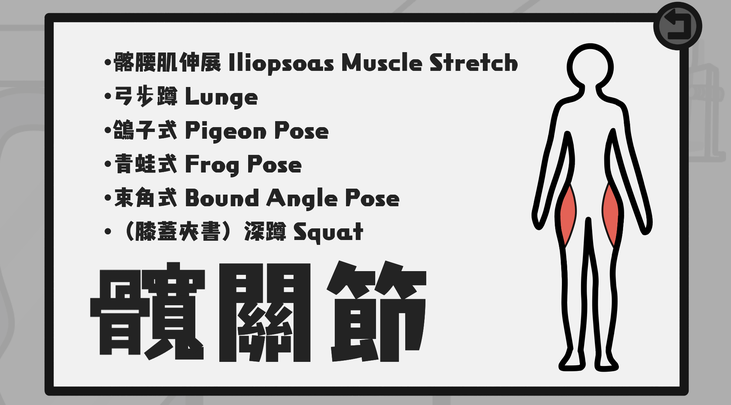 •髂腰肌伸展 Iliopsoas Muscle Stretch
•弓步蹲 Lunge
•鴿子式 Pigeon Pose
•青蛙式 Frog Pose
•束角式 Bound Angle Pose
•（膝蓋夾書）深蹲 Squat
髖關節